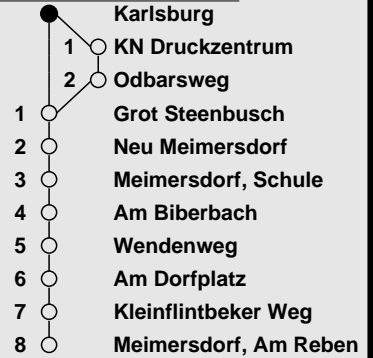 Karlsburg
1 KN Druckzentrum
2 Odbarsweg
1 Grot Steenbusch
2 Neu Meimersdorf
3 Meimersdorf, Schule
4 Am Biberbach
5 Wendenweg
6 Am Dorfplatz
7 Kleinflintbeker Weg
8 Meimersdorf, Am Reben